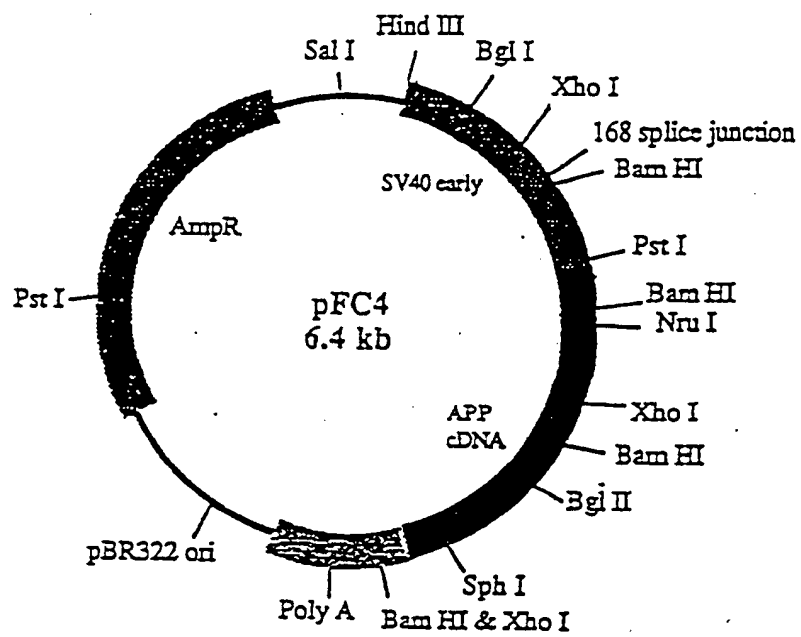 Hind III
Sal I
Bgl I
Xho I
168 splice junction
Bam HI
SV40 early
AmpR
Pst I
Pst I
pFC4
6.4 kb
Bam HI
Nru I
Xho I
APP
cDNA
Bam HI
Bgl II
pBR322 ori
Sph I
Poly A
Bam HI & Xho I